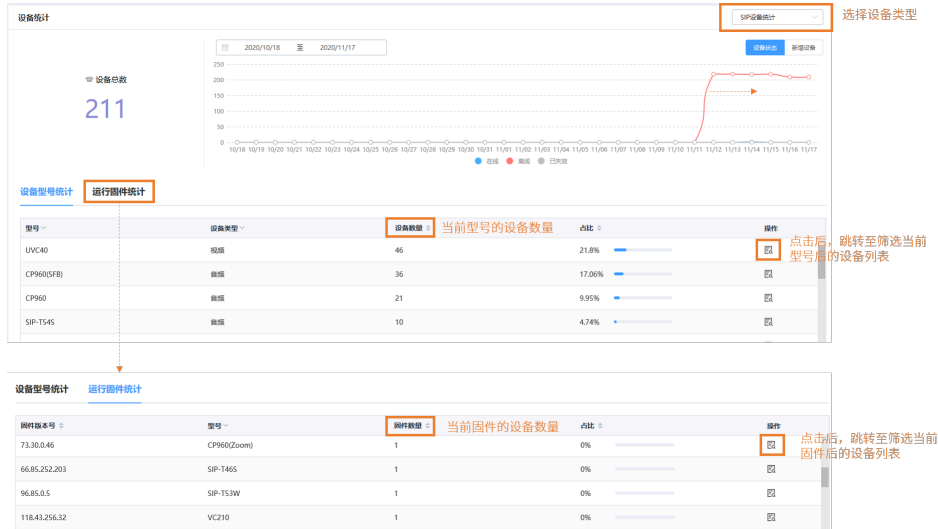 设备统计
SIP设备统计
选择设备类型
2020/10/18 至 2020/11/17
设备状态 新增设备
设备总数
211
250
200
150
100
50
0
10/18 10/19 10/20 10/21 10/22 10/23 10/24 10/25 10/26 10/27 10/28 10/29 10/30 10/31 11/01 11/02 11/03 11/04 11/05 11/06 11/07 11/08 11/09 11/10 11/11 11/12 11/13 11/14 11/15 11/16 11/17
在线 离线 已失效
设备型号统计 运行固件统计
型号 设备类型 设备数量 当前型号的设备数量 占比 操作
UVC40 视频 46 21.8%
点击后，跳转至筛选当前
型号后的设备列表
CP960(SFB) 音频 36 17.06%
CP960 音频 21 9.95%
SIP-T54S 音频 10 4.74%
设备型号统计 运行固件统计
固件版本号 型号 固件数量 当前固件的设备数量 占比 操作
73.30.0.46 CP960(Zoom) 1 0%
点击后，跳转至筛选当前
固件后的设备列表
66.85.252.203 SIP-T46S 1 0%
96.85.0.5 SIP-T53W 1 0%
118.43.256.32 VC210 1 0%